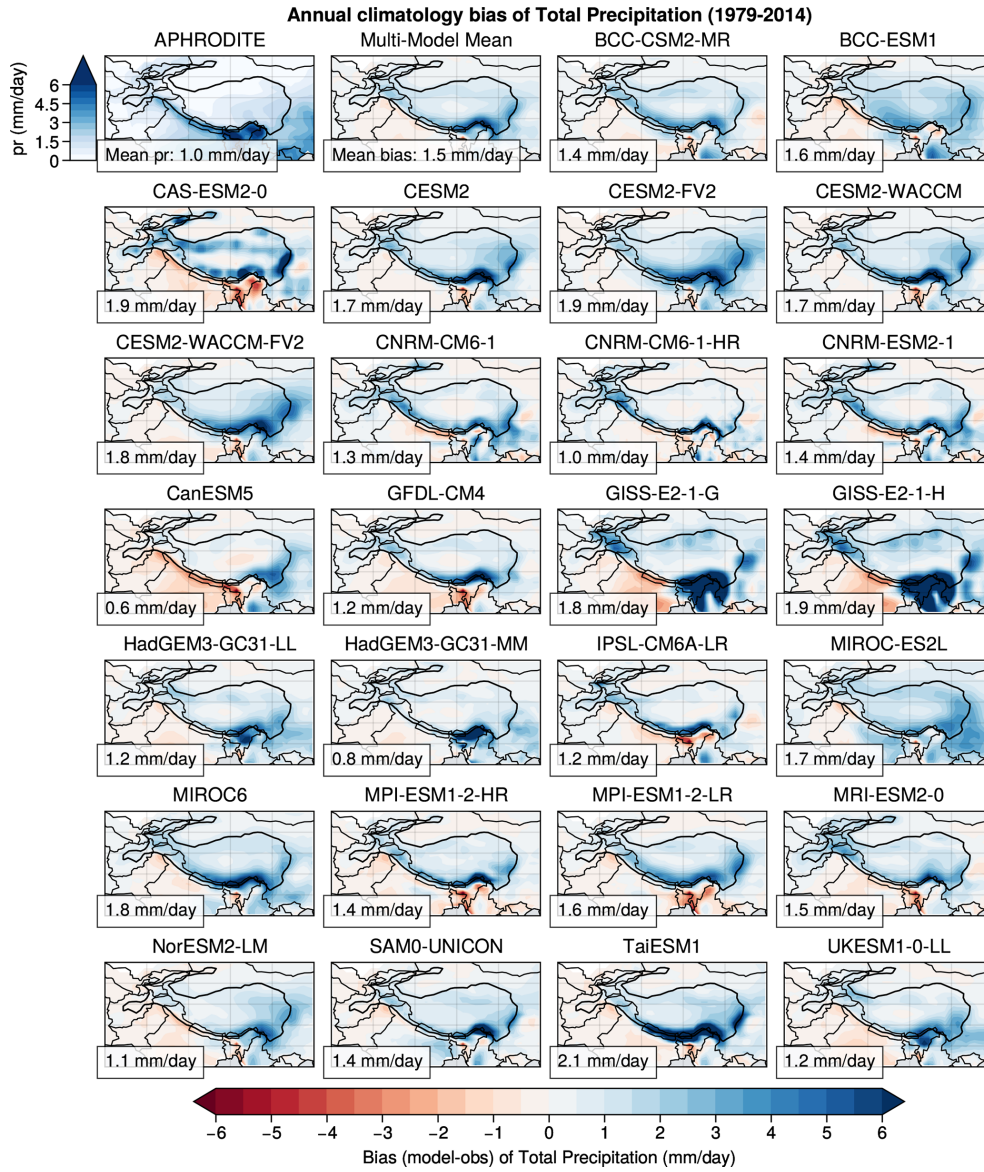 Annual climatology bias of Total Precipitation (1979-2014)
APHRODITE
Multi-Model Mean
BCC-CSM2-MR
BCC-ESM1
pr (mm/day)
6
4.5
3
1.5
0
Mean pr: 1.0 mm/day
Mean bias: 1.5 mm/day
1.4 mm/day
1.6 mm/day
CAS-ESM2-0
CESM2
CESM2-FV2
CESM2-WACCM
1.9 mm/day
1.7 mm/day
1.9 mm/day
1.7 mm/day
CESM2-WACCM-FV2
CNRM-CM6-1
CNRM-CM6-1-HR
CNRM-ESM2-1
1.8 mm/day
1.3 mm/day
1.0 mm/day
1.4 mm/day
CanESM5
GFDL-CM4
GISS-E2-1-G
GISS-E2-1-H
0.6 mm/day
1.2 mm/day
1.8 mm/day
1.9 mm/day
HadGEM3-GC31-LL
HadGEM3-GC31-MM
IPSL-CM6A-LR
MIROC-ES2L
1.2 mm/day
0.8 mm/day
1.2 mm/day
1.7 mm/day
MIROC6
MPI-ESM1-2-HR
MPI-ESM1-2-LR
MRI-ESM2-0
1.8 mm/day
1.4 mm/day
1.6 mm/day
1.5 mm/day
NorESM2-LM
SAM0-UNICON
TaiESM1
UKESM1-0-LL
1.1 mm/day
1.4 mm/day
2.1 mm/day
1.2 mm/day
−6 −5 −4 −3 −2 −1 0 1 2 3 4 5 6
Bias (model-obs) of Total Precipitation (mm/day)